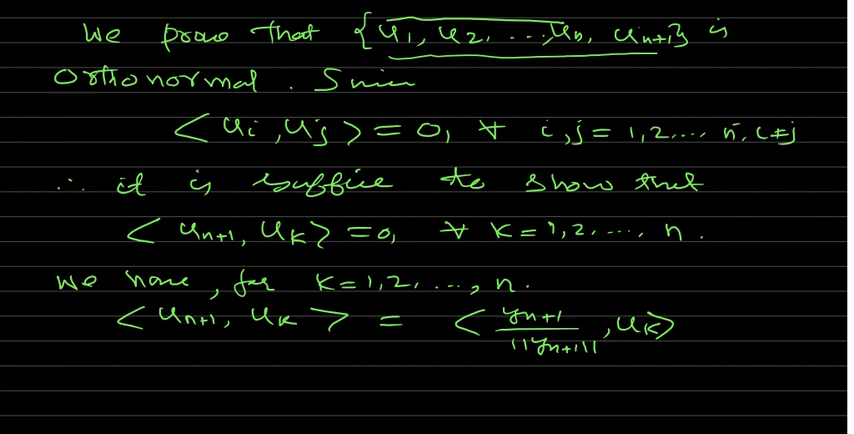 We prove that {u₁, u₂, ..., uₙ, uₙ₊₁} is
Orthonormal. Sinice
< uᵢ, uⱼ > = 0, ∀ i, j = 1, 2, ... n, i ≠ j
∴ it is suffice to show that
< uₙ₊₁, uₖ > = 0, ∀ k = 1, 2, ..., n.
We have, for k = 1, 2, ..., n.
< uₙ₊₁, uₖ > = < yₙ₊₁ / ||yₙ₊₁||, uₖ >